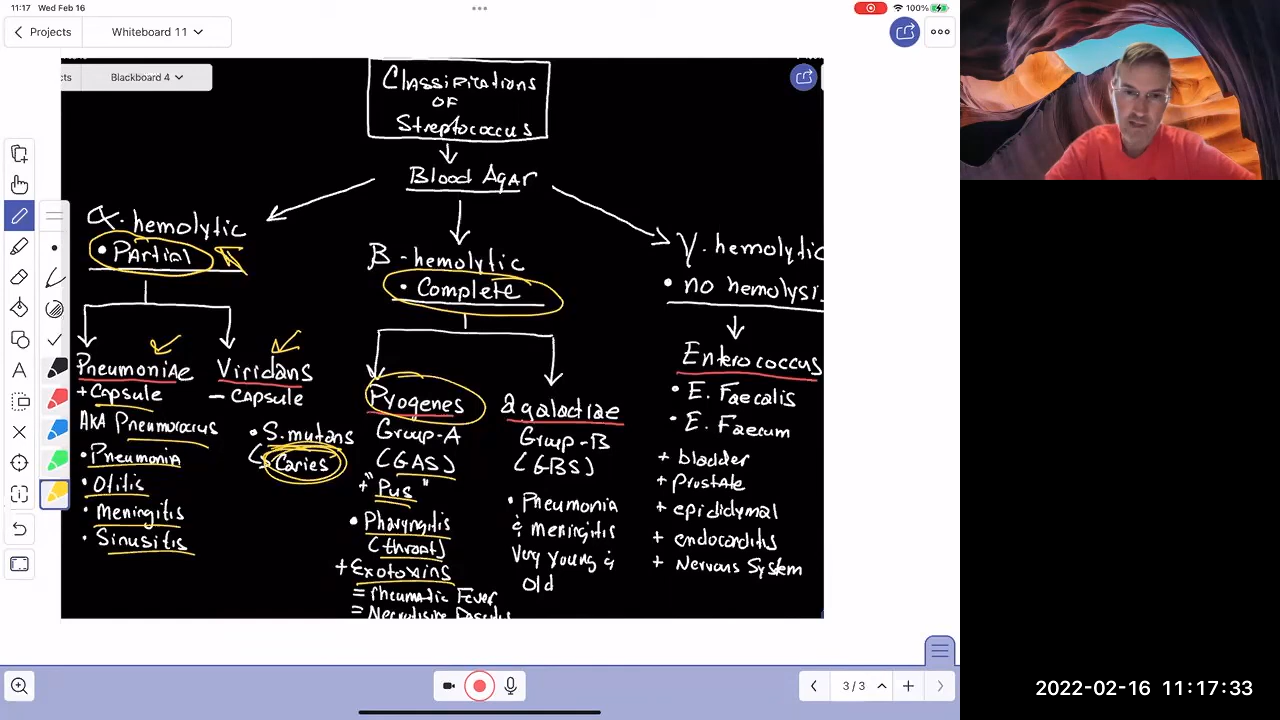 11:17 Wed Feb 16
100%
Projects
Whiteboard 11
cts
Blackboard 4
Classifications
OF
Streptococcus
Blood Agar
α-hemolytic
• Partial
β-hemolytic
• Complete
γ-hemolytic
• no hemolysi
Pneumoniae
+ Capsule
AKA Pneumococcus
• Pneumonia
• Otitis
• Meningitis
• Sinusitis
Viridans
- Capsule
• S.mutans
Caries
Pyogenes
Group-A
(GAS)
+ "Pus"
• Pharyngitis
(throat)
+ Exotoxins
= Rheumatic Fever
= Necrotising
agalactiae
Group-B
(GBS)
• Pneumonia
& meningitis
Very young &
Old
Enterococcus
• E. Faecalis
• E. Faecum
+ bladder
+ prostate
+ epididymal
+ endocarditis
+ Nervous System
A
3/3
2022-02-16 11:17:33